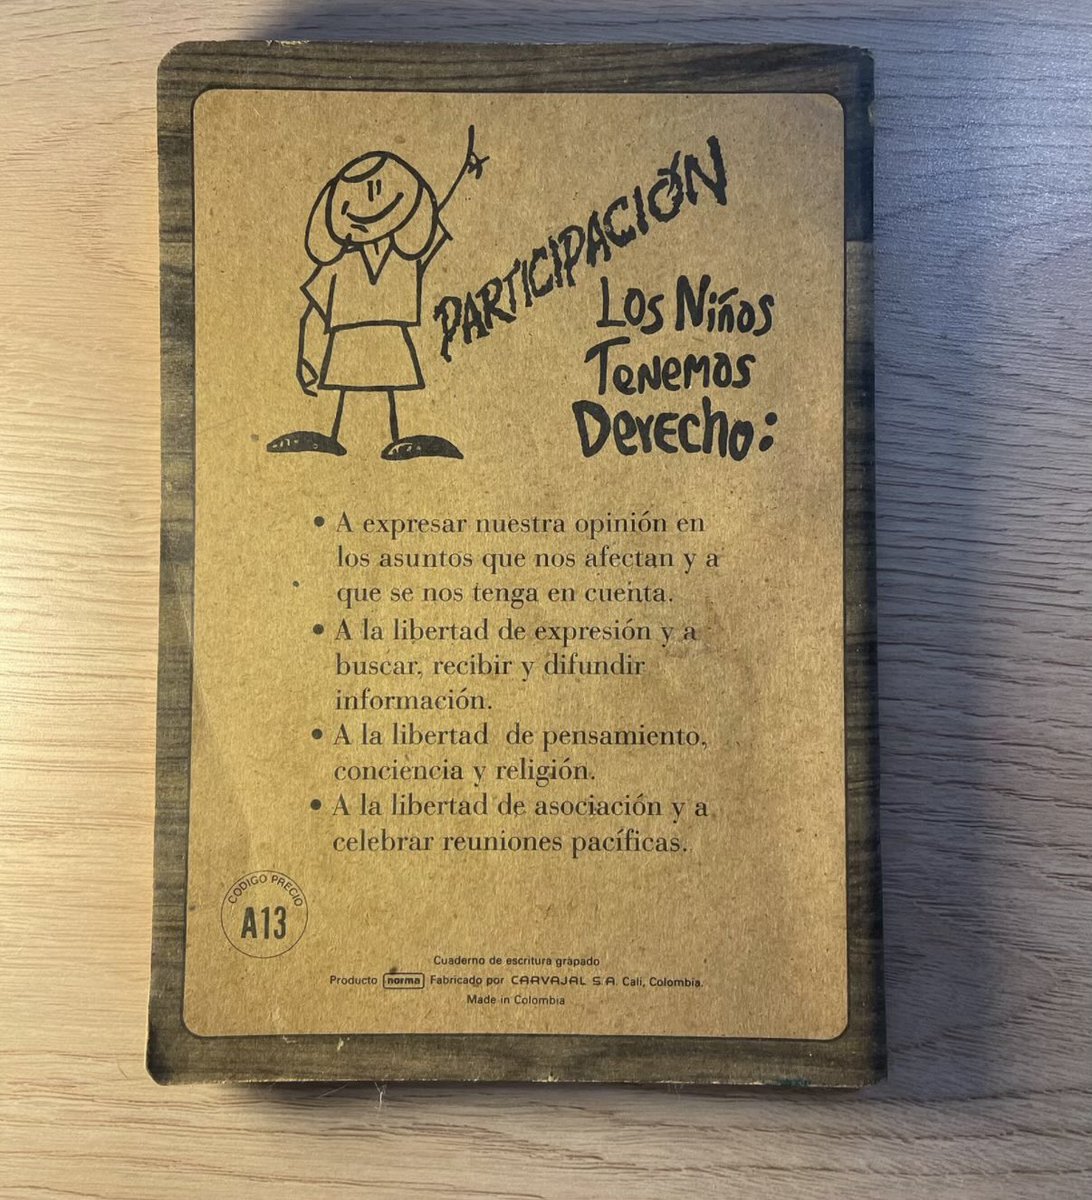 PARTICIPACIÓN
Los Niños
Tenemos
Derecho:
• A expresar nuestra opinión en
los asuntos que nos afectan y a
que se nos tenga en cuenta.
• A la libertad de expresión y a
buscar, recibir y difundir
información.
• A la libertad de pensamiento,
conciencia y religión.
• A la libertad de asociación y a
celebrar reuniones pacíficas.
CODIGO PRECIO
A13
Cuaderno de escritura grapado
Producto norma Fabricado por CARVAJAL S.A. Cali, Colombia.
Made in Colombia